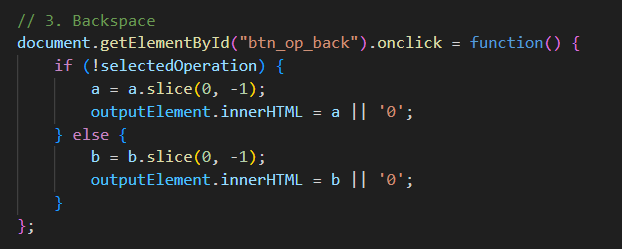 // 3. Backspace
document.getElementById("btn_op_back").onclick = function() {
    if (!selectedOperation) {
        a = a.slice(0, -1);
        outputElement.innerHTML = a || '0';
    } else {
        b = b.slice(0, -1);
        outputElement.innerHTML = b || '0';
    }
};